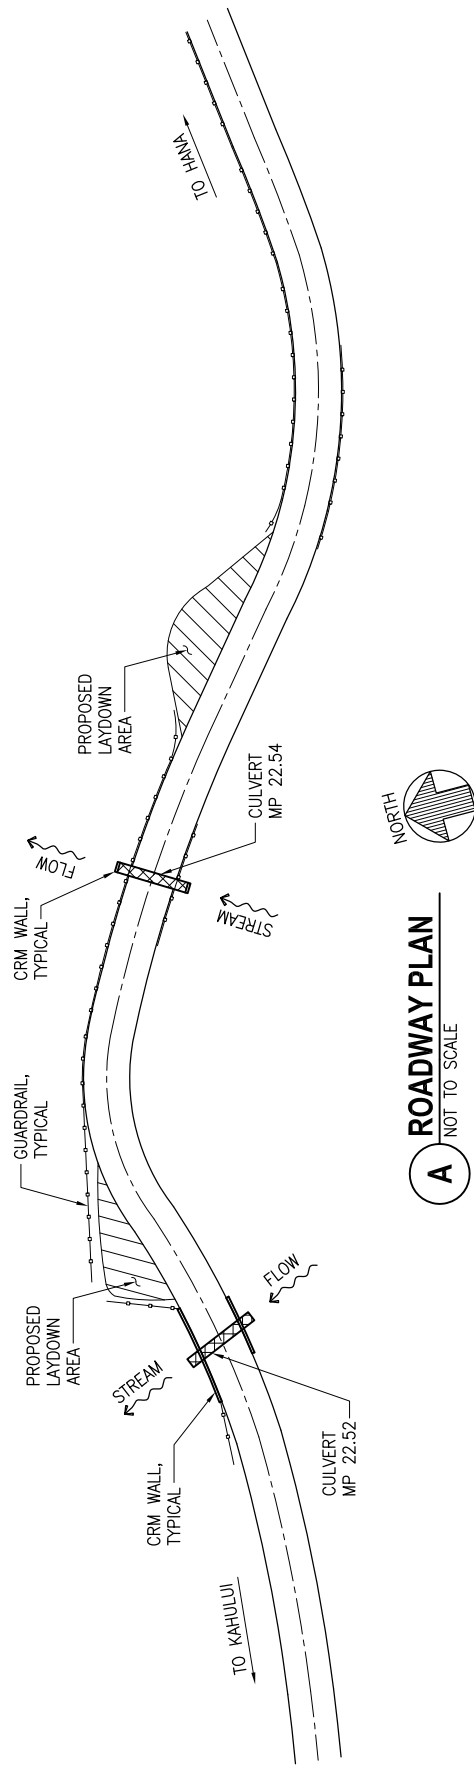 TO HANA
PROPOSED
LAYDOWN
AREA
CULVERT
MP 22.54
FLOW
CRM WALL,
TYPICAL
STREAM
NORTH
GUARDRAIL,
TYPICAL
A
ROADWAY PLAN
NOT TO SCALE
PROPOSED
LAYDOWN
AREA
FLOW
STREAM
CRM WALL,
TYPICAL
CULVERT
MP 22.52
TO KAHULUI